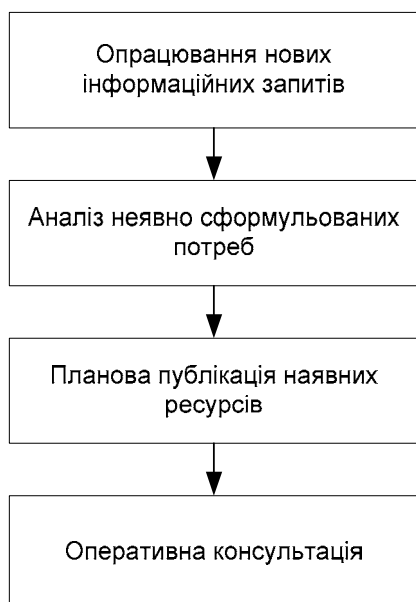 Опрацювання нових
інформаційних запитів
Аналіз неявно сформульованих
потреб
Планова публікація наявних
ресурсів
Оперативна консультація